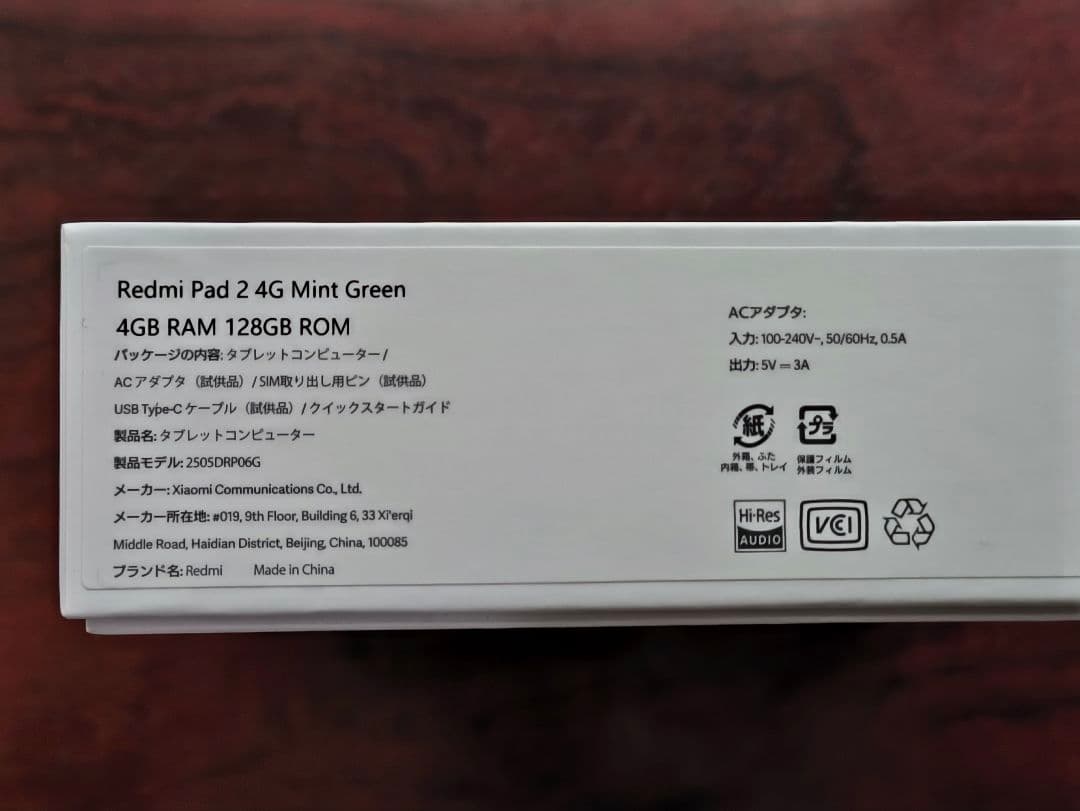 Redmi Pad 2 4G Mint Green
4GB RAM 128GB ROM
パッケージの内容: タブレットコンピューター /
ACアダプタ（試供品）/ SIM取り出し用ピン（試供品）
USB Type-C ケーブル（試供品）/ クイックスタートガイド
製品名: タブレットコンピューター
製品モデル: 2505DRP06G
メーカー: Xiaomi Communications Co., Ltd.
メーカー所在地: #019, 9th Floor, Building 6, 33 Xi'erqi
Middle Road, Haidian District, Beijing, China, 100085
ブランド名: Redmi Made in China
ACアダプタ:
入力: 100-240V~, 50/60Hz, 0.5A
出力: 5V ⎓ 3A
紙
外箱、ふた
内箱、帯、トレイ
プラ
保護フィルム
外装フィルム
Hi-Res
AUDIO
VCCI